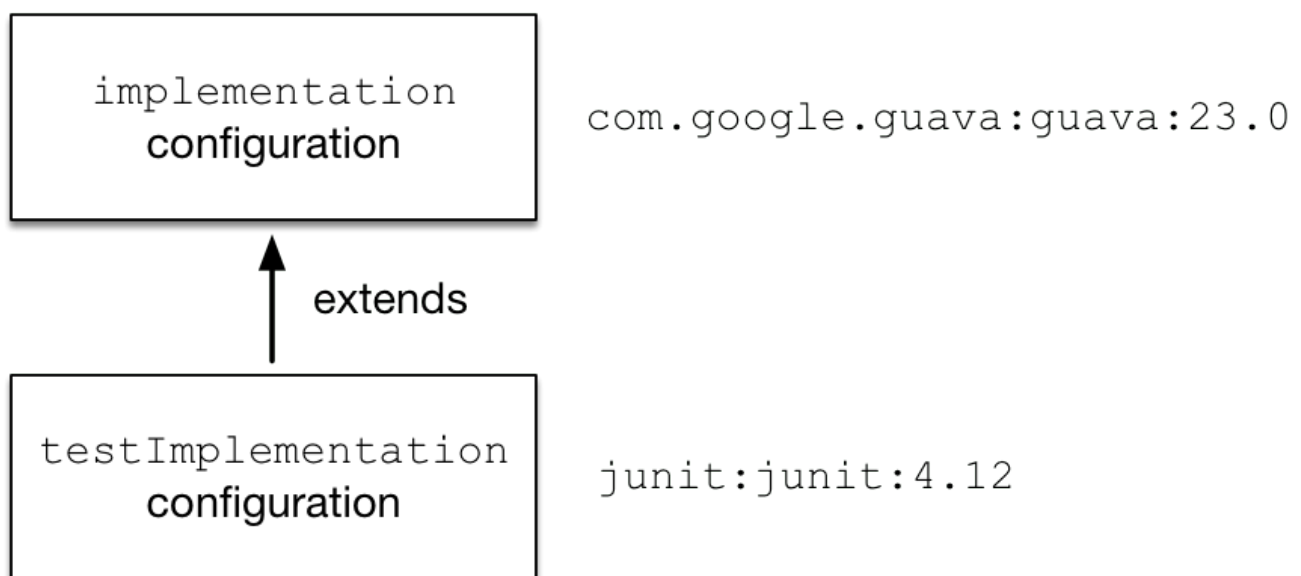 implementation
configuration
com.google.guava:guava:23.0
extends
testImplementation
configuration
junit:junit:4.12